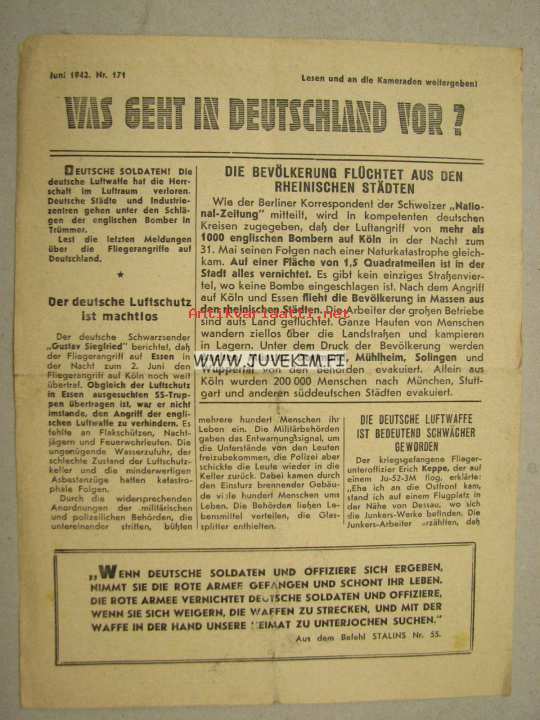 Juni 1942. Nr. 171
Lesen und an die Kameraden weitergeben!
WAS GEHT IN DEUTSCHLAND VOR?
DEUTSCHE SOLDATEN! Die
deutsche Luftwaffe hat die Herr-
schaft im Luftraum verloren.
Deutsche Städte und Industrie-
zentren gehen unter den Schlä-
gen der englischen Bomber in
Trümmer.
Lest die letzten Meldungen
über die Fliegerangriffe auf
Deutschland.
★
Der deutsche Luftschutz
ist machtlos
Der deutsche Schwarzsender
„Gustav Siegfried" berichtet, daß
der Fliegerangriff auf Essen in
der Nacht zum 2. Juni den
Fliegerangriff auf Köln noch weit
übertraf. Obgleich der Luftschutz
in Essen ausgesuchten SS-Trup-
pen übertragen ist, war er nicht
imstande, den Angriff der engli-
schen Luftwaffe zu verhindern. Es
fehlte an Flakschützen, Nacht-
jägern und Feuerwehrleuten. Die
ungenügende Wasserzufuhr, der
schlechte Zustand der Luftschutz-
keller und die minderwertigen
Asbestanzüge hatten katastro-
phale Folgen.
Durch die widersprechenden
Anordnungen der militärischen
und polizeilichen Behörden, die
untereinander stritten, büßten
DIE BEVÖLKERUNG FLÜCHTET AUS DEN
RHEINISCHEN STÄDTEN
Wie der Berliner Korrespondent der Schweizer „Natio-
nal-Zeitung" mitteilt, wird in kompetenten deutschen
Kreisen zugegeben, daß der Luftangriff von mehr als
1000 englischen Bombern auf Köln in der Nacht zum
31. Mai seinen Folgen nach einer Naturkatastrophe gleich-
kam. Auf einer Fläche von 1,5 Quadratmeilen ist in der
Stadt alles vernichtet. Es gibt kein einziges Straßenvier-
tel, wo keine Bombe eingeschlagen ist. Nach dem Angriff
auf Köln und Essen flieht die Bevölkerung in Massen aus
den rheinischen Städten. Die Arbeiter der großen Betriebe
sind aufs Land geflüchtet. Ganze Haufen von Menschen
wandern ziellos über die Landstraßen und kampieren
in Lagern. Unter dem Druck der Bevölkerung werden
Mühlheim, Solingen und
Wuppertal von den Behörden evakuiert. Allein aus
Köln wurden 200 000 Menschen nach München, Stutt-
gart und anderen süddeutschen Städten evakuiert.
mehrere hundert Menschen ihr
Leben ein. Die Militärbehörden
gaben das Entwarnungssignal, um
die Unterstände von den Leuten
freizubekommen, die Polizei aber
schickte die Leute wieder in die
Keller zurück. Dabei kamen durch
den Einsturz brennender Gebäu-
de viele hundert Menschen ums
Leben. Die Behörden ließen Le-
bensmittel verteilen, die Glas-
splitter enthielten.
DIE DEUTSCHE LUFTWAFFE
IST BEDEUTEND SCHWÄCHER
GEWORDEN
Der kriegsgefangene Flieger-
unteroffizier Erich Keppe, der auf
einem Ju-52-3M flog, erklärte:
"Ehe ich an die Ostfront kam,
stand ich auf einem Flugplatz in
der Nähe von Dessau, wo sich
die Junkers-Werke befinden. Die
Junkers-Arbeiter erzählten, daß
„WENN DEUTSCHE SOLDATEN UND OFFIZIERE SICH ERGEBEN,
NIMMT SIE DIE ROTE ARMEE GEFANGEN UND SCHONT IHR LEBEN.
DIE ROTE ARMEE VERNICHTET DEUTSCHE SOLDATEN UND OFFIZIERE,
WENN SIE SICH WEIGERN, DIE WAFFEN ZU STRECKEN, UND MIT DER
WAFFE IN DER HAND UNSERE HEIMAT ZU UNTERJOCHEN SUCHEN."
Aus dem Befehl STALINS Nr. 55.
Antikvariaatti.net
WWW.JUVEKIM.FI